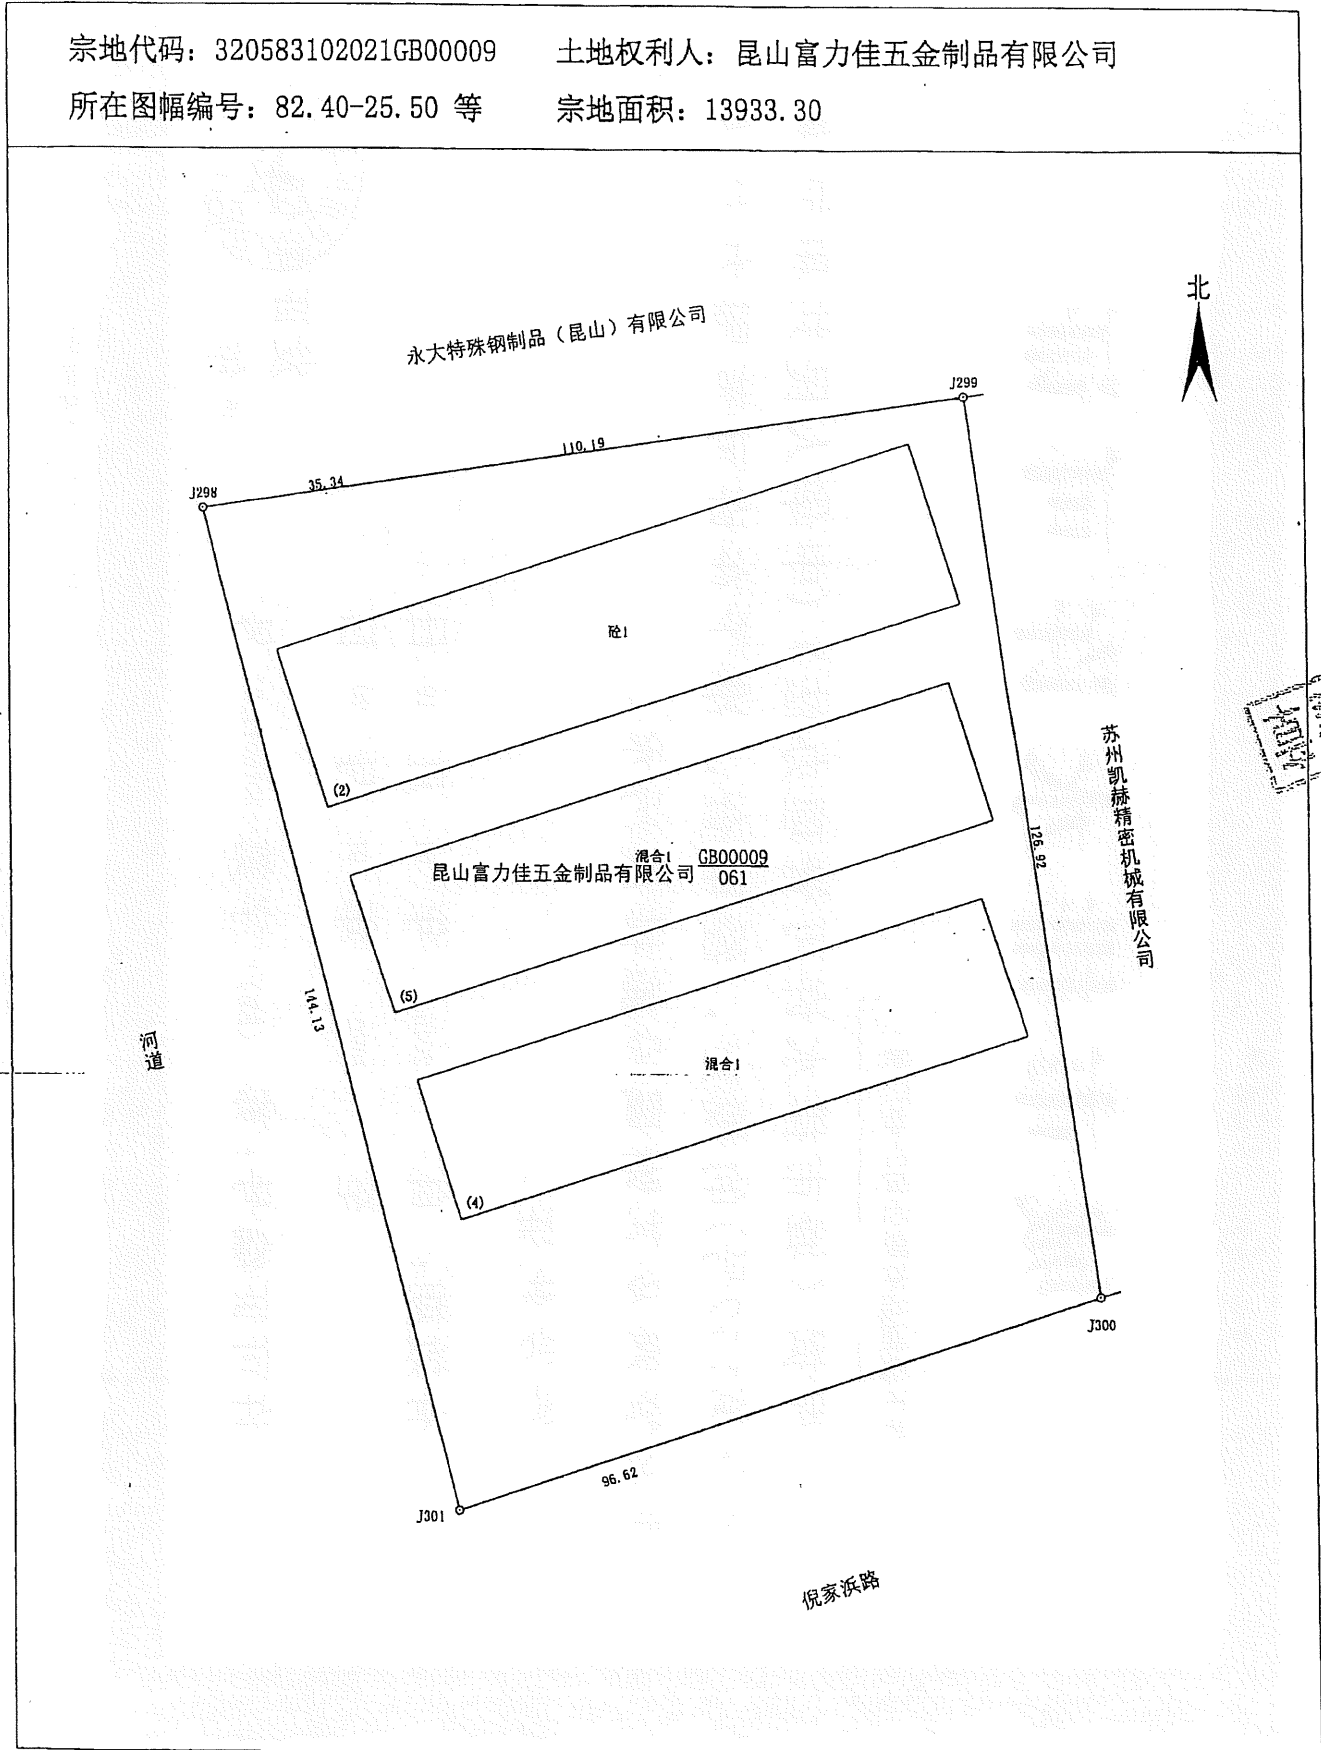 宗地代码：320583102021GB00009 土地权利人：昆山富力佳五金制品有限公司
所在图幅编号：82.40-25.50 等 宗地面积：13933.30
北
永大特殊钢制品（昆山）有限公司
J299
110.19
35.34
J298
砼1
(2)
苏州凯赫精密机械有限公司
126.92
混合1
昆山富力佳五金制品有限公司
GB00009
061
(5)
144.13
河道
混合1
(4)
J300
96.62
J301
倪家浜路